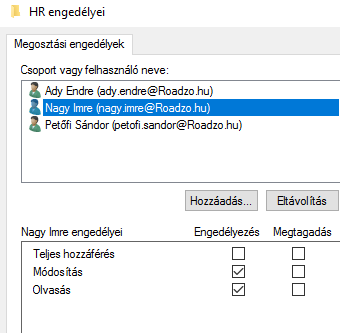 HR engedélyei
Megosztási engedélyek
Csoport vagy felhasználó neve:
Ady Endre (ady.endre@Roadzo.hu)
Nagy Imre (nagy.imre@Roadzo.hu)
Petőfi Sándor (petofi.sandor@Roadzo.hu)
Hozzáadás... Eltávolítás
Nagy Imre engedélyei Engedélyezés Megtagadás
Teljes hozzáférés
Módosítás
Olvasás